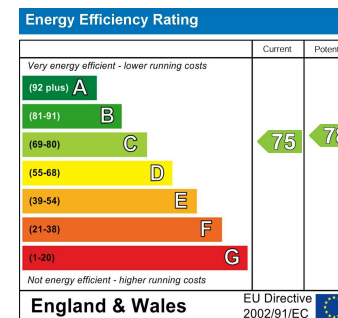 Energy Efficiency Rating
Current Poten
Very energy efficient - lower running costs
(92 plus) A
(81-91) B
(69-80) C 75 78
(55-68) D
(39-54) E
(21-38) F
(1-20) G
Not energy efficient - higher running costs
England & Wales
EU Directive
2002/91/EC